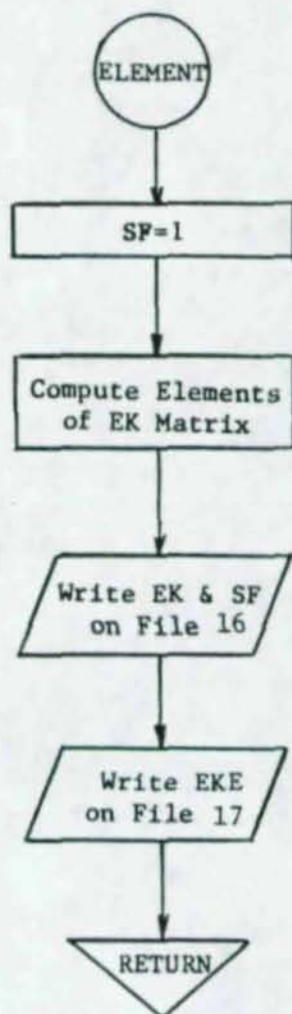 ELEMENT
SF=1
Compute Elements
of EK Matrix
Write EK & SF
on File 16
Write EKE
on File 17
RETURN